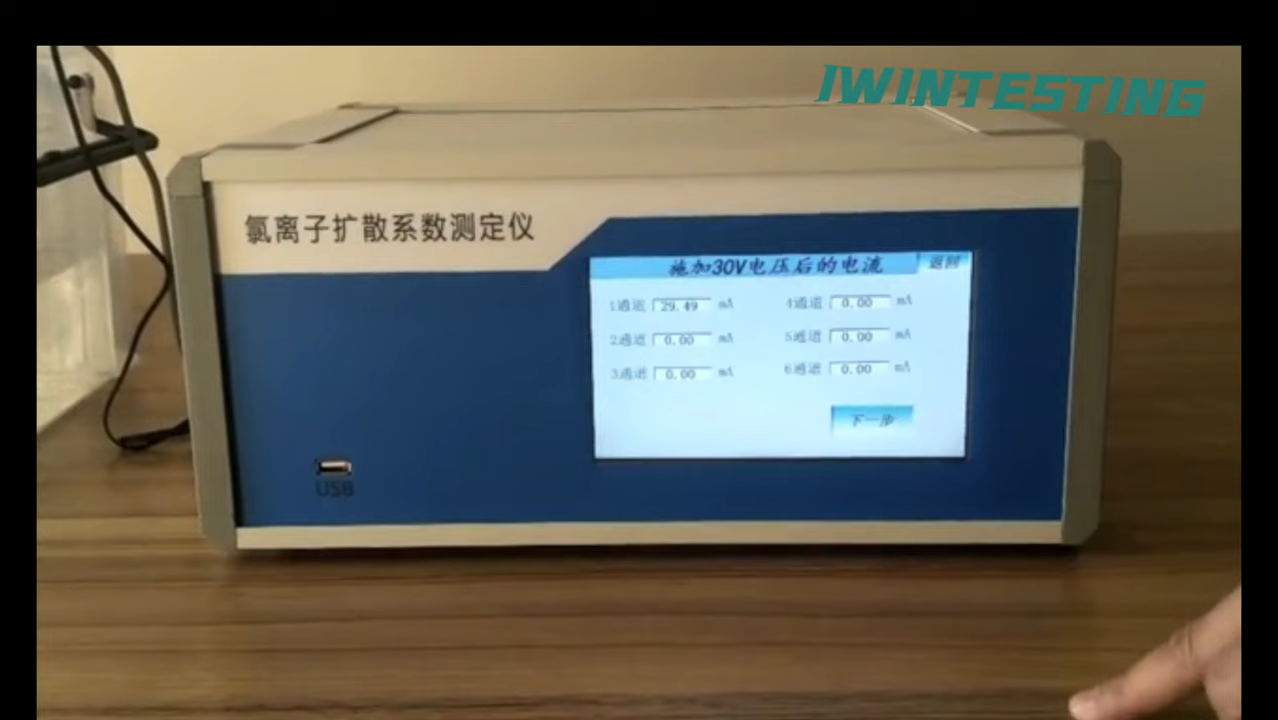 IWINTESTING
氯离子扩散系数测定仪
施加30V电压后的电流 返回
1通道 29.49 mA 4通道 0.00 mA
2通道 0.00 mA 5通道 0.00 mA
3通道 0.00 mA 6通道 0.00 mA
下一步
USB